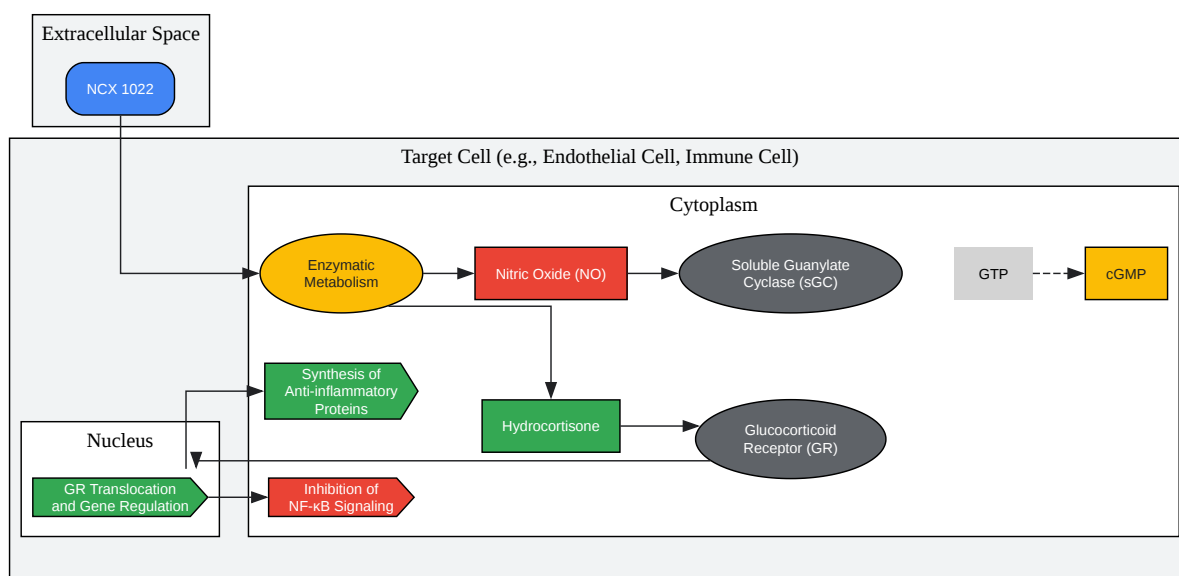 Extracellular Space
NCX 1022
Target Cell (e.g., Endothelial Cell, Immune Cell)
Cytoplasm
Enzymatic
Metabolism
Nitric Oxide (NO)
Soluble Guanylate
Cyclase (sGC)
GTP
cGMP
Synthesis of
Anti-inflammatory
Proteins
Hydrocortisone
Glucocorticoid
Receptor (GR)
Nucleus
GR Translocation
and Gene Regulation
Inhibition of
NF-κB Signaling